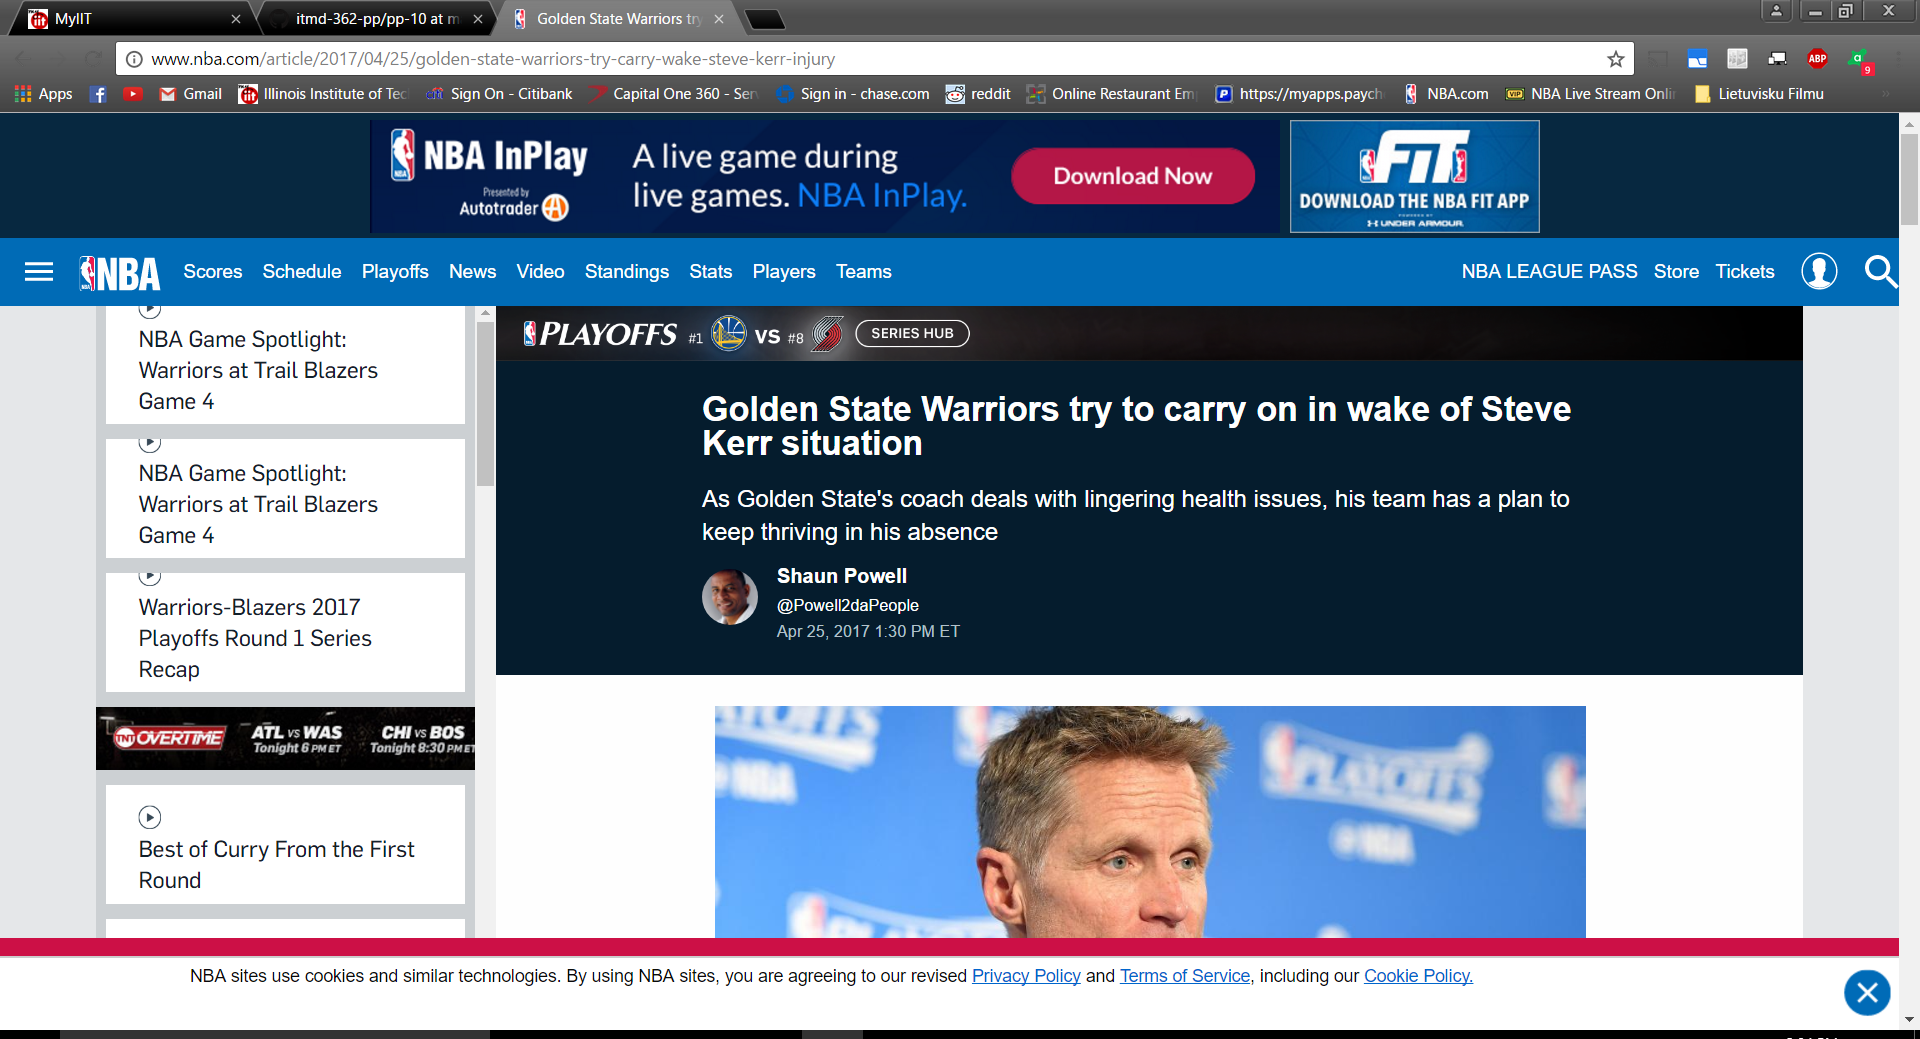 MyIIT
itmd-362-pp/pp-10 at m
Golden State Warriors try
www.nba.com/article/2017/04/25/golden-state-warriors-try-carry-wake-steve-kerr-injury
ABP
9
Apps
Gmail
Illinois Institute of Tec
Sign On - Citibank
Capital One 360 - Ser
Sign in - chase.com
reddit
Online Restaurant Em
https://myapps.paych
NBA.com
NBA Live Stream Onli
Lietuvisku Filmu
NBA InPlay
Presented by
Autotrader
A live game during
live games. NBA InPlay.
Download Now
FIT
DOWNLOAD THE NBA FIT APP
POWERED BY
UNDER ARMOUR
NBA
Scores Schedule Playoffs News Video Standings Stats Players Teams
NBA LEAGUE PASS Store Tickets
NBA Game Spotlight:
Warriors at Trail Blazers
Game 4
NBA Game Spotlight:
Warriors at Trail Blazers
Game 4
Warriors-Blazers 2017
Playoffs Round 1 Series
Recap
TNT OVERTIME
ATL VS WAS
Tonight 6 PM ET
CHI VS BOS
Tonight 8:30 PM ET
Best of Curry From the First
Round
PLAYOFFS #1 VS #8 SERIES HUB
Golden State Warriors try to carry on in wake of Steve
Kerr situation
As Golden State's coach deals with lingering health issues, his team has a plan to
keep thriving in his absence
Shaun Powell
@Powell2daPeople
Apr 25, 2017 1:30 PM ET
PLAYOFFS
@NBA
NBA sites use cookies and similar technologies. By using NBA sites, you are agreeing to our revised Privacy Policy and Terms of Service, including our Cookie Policy.